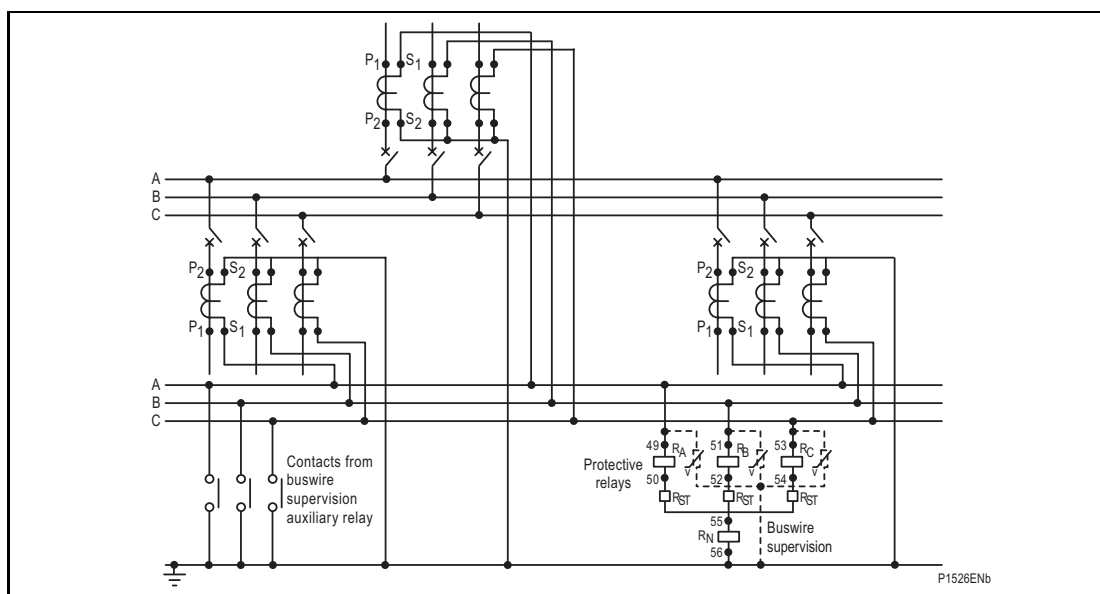 P1 S1
P2 S2
A
B
C
P2 S2
P1 S1
P2 S2
P1 S1
A
B
C
Contacts from
buswire
supervision
auxiliary relay
Protective
relays
49 RA
50
51 RB
52
53 RC
54
V
V
V
RST
RST
RST
55
RN
56
Buswire
supervision
P1526ENb